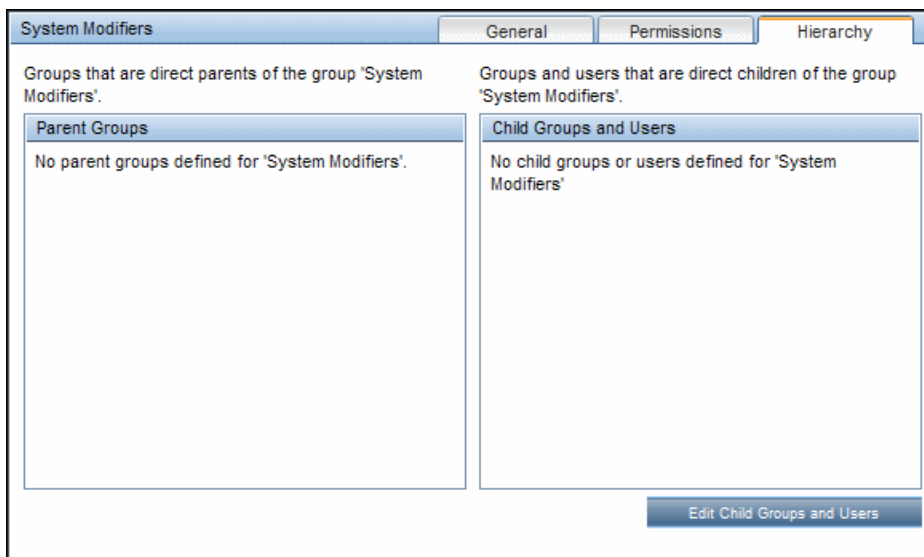 System Modifiers
General
Permissions
Hierarchy
Groups that are direct parents of the group 'System
Modifiers'.
Parent Groups
No parent groups defined for 'System Modifiers'.
Groups and users that are direct children of the group
'System Modifiers'.
Child Groups and Users
No child groups or users defined for 'System
Modifiers'
Edit Child Groups and Users